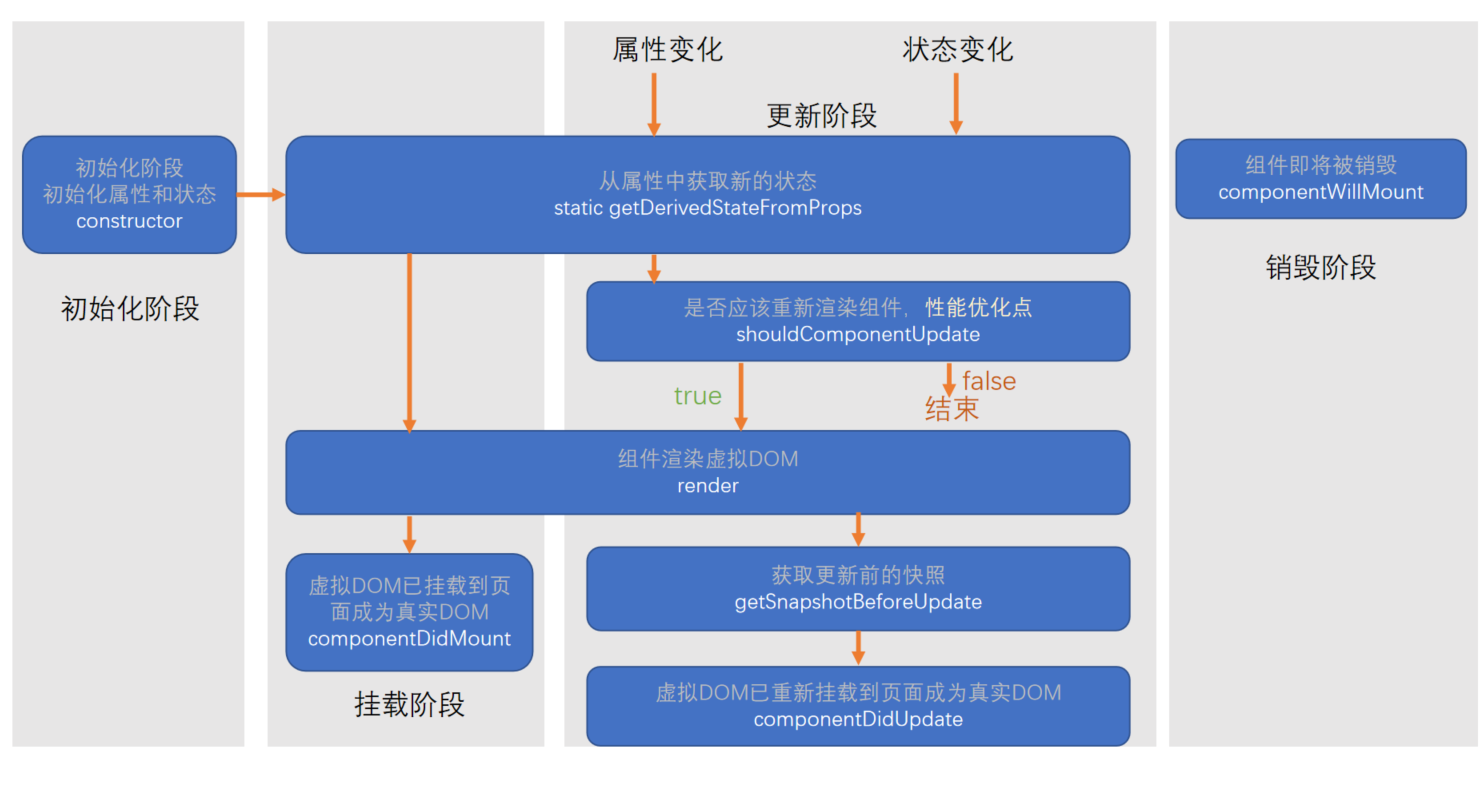 初始化阶段
初始化属性和状态
constructor
初始化阶段
属性变化
状态变化
更新阶段
从属性中获取新的状态
static getDerivedStateFromProps
是否应该重新渲染组件,性能优化点
shouldComponentUpdate
true
false
结束
组件渲染虚拟DOM
render
虚拟DOM已挂载到页
面成为真实DOM
componentDidMount
挂载阶段
获取更新前的快照
getSnapshotBeforeUpdate
虚拟DOM已重新挂载到页面成为真实DOM
componentDidUpdate
组件即将被销毁
componentWillMount
销毁阶段